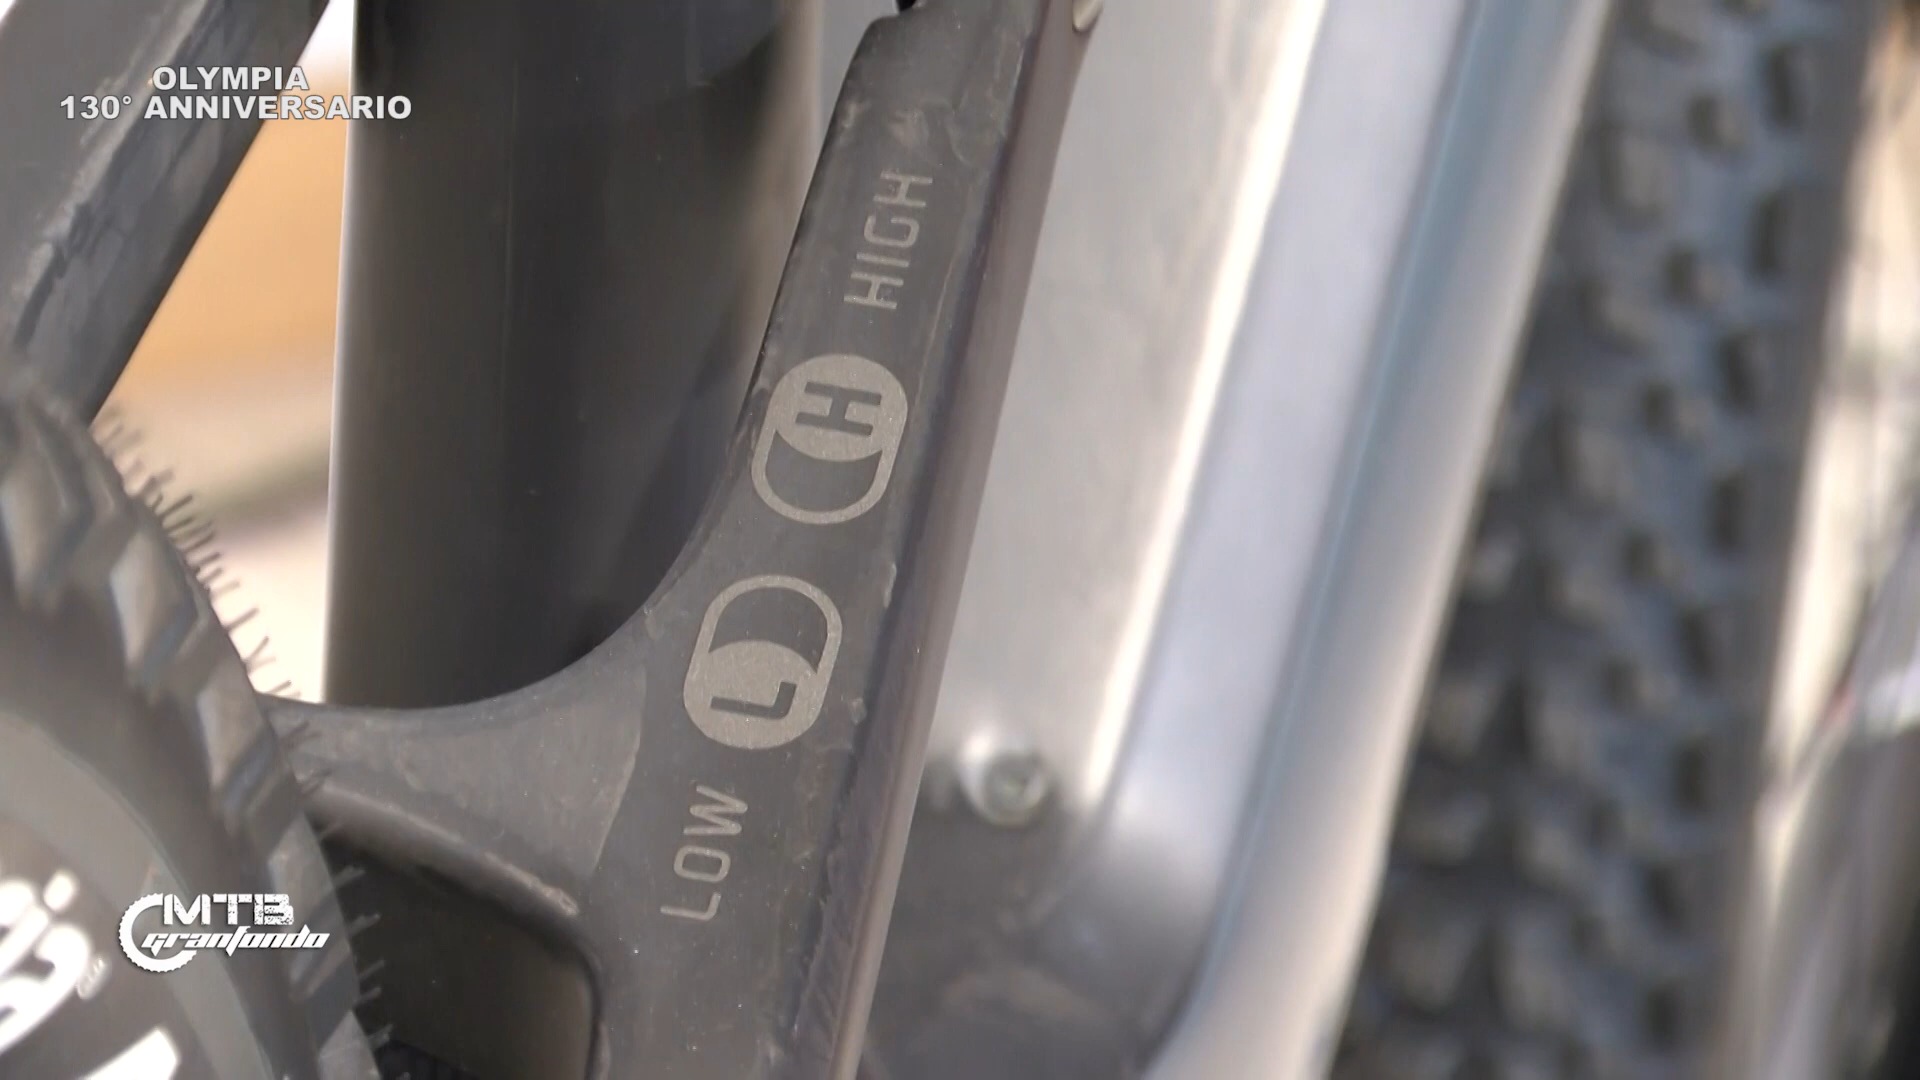 OLYMPIA
130° ANNIVERSARIO
HIGH
H
L
LOW
MTB
granfondo